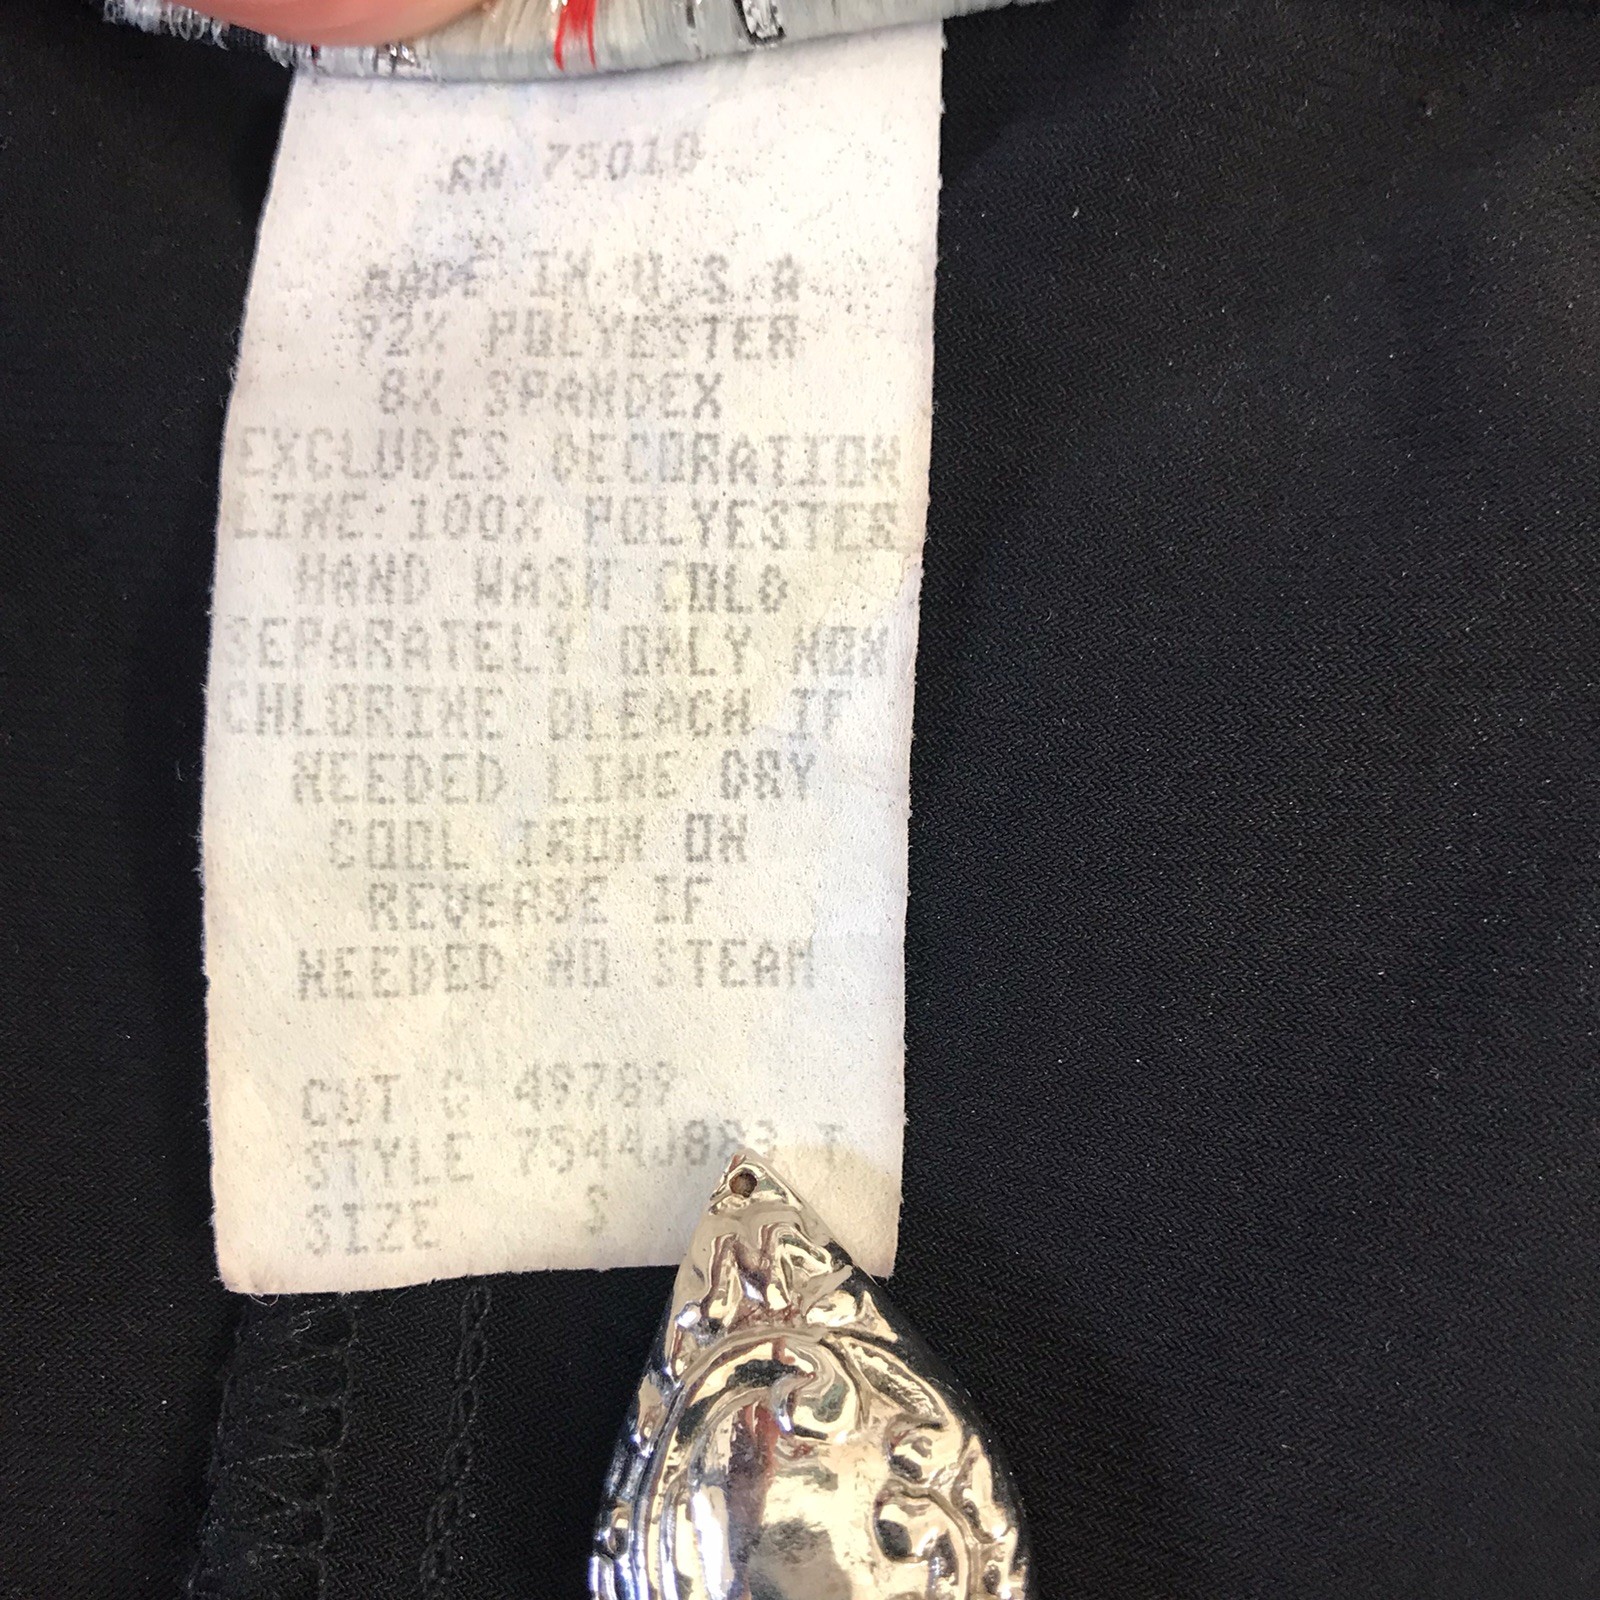 RN 75010
MADE IN U.S.A
92% POLYESTER
8% SPANDEX
EXCLUDES DECORATION
LINE: 100% POLYESTER
HAND WASH COLD
SEPARATELY ONLY NON
CHLORINE BLEACH IF
NEEDED LINE DRY
COOL IRON ON
REVERSE IF
NEEDED NO STEAM
CUT # 49789
STYLE T
SIZE S